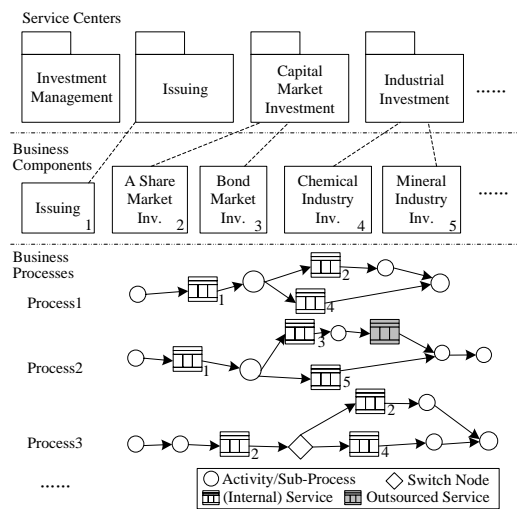 Service Centers
Investment
Management
Issuing
Capital
Market
Investment
Industrial
Investment
......
Business
Components
Issuing
1
A Share
Market
Inv.
2
Bond
Market
Inv.
3
Chemical
Industry
Inv.
4
Mineral
Industry
Inv.
5
......
Business
Processes
Process1
1
2
4
Process2
1
3
5
Process3
2
2
4
......
Activity/Sub-Process
Switch Node
(Internal) Service
Outsourced Service